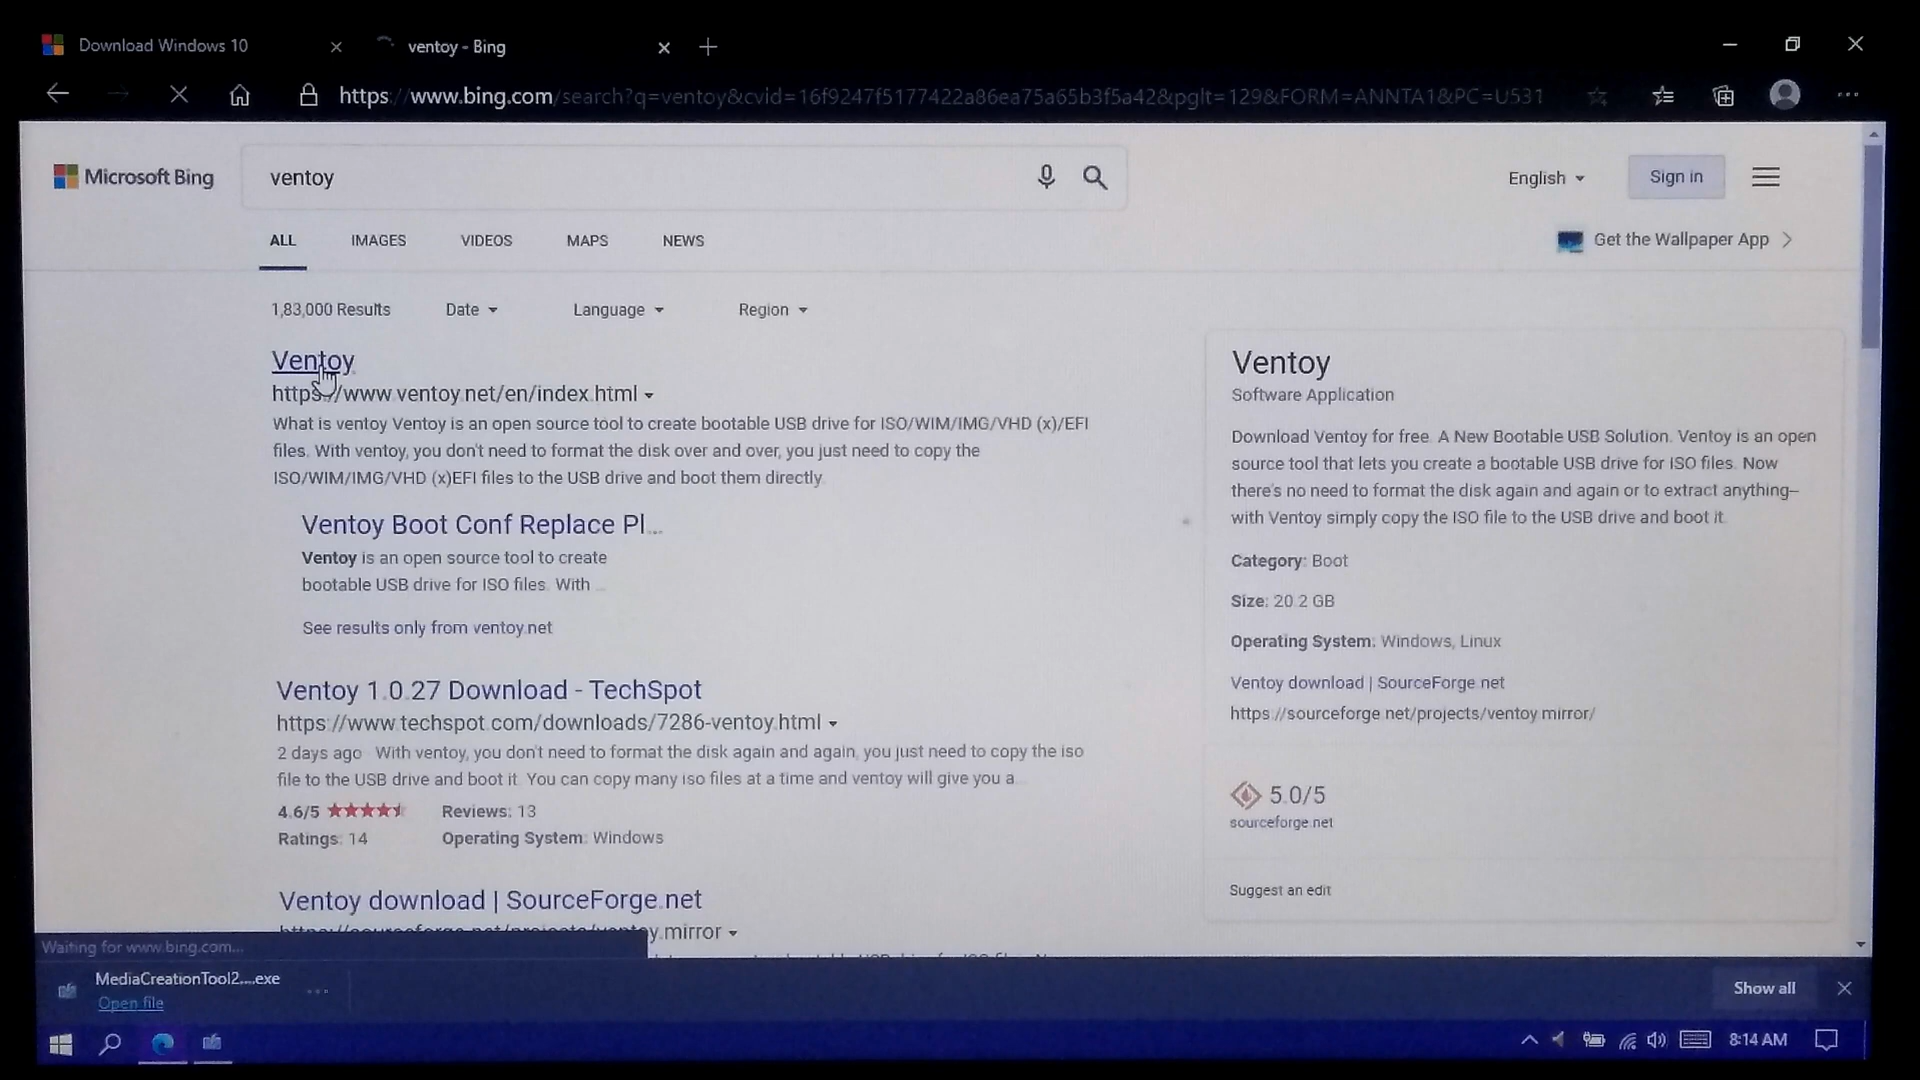 Download Windows 10
ventoy - Bing
https://www.bing.com/search?q=ventoy&cvid=16f9247f5177422a86ea75a65b3f5a42&pglt=129&FORM=ANNTA1&PC=U531
Microsoft Bing
ventoy
English
Sign in
ALL
IMAGES
VIDEOS
MAPS
NEWS
Get the Wallpaper App
1,83,000 Results
Date
Language
Region
Ventoy
https://www.ventoy.net/en/index.html
What is ventoy Ventoy is an open source tool to create bootable USB drive for ISO/WIM/IMG/VHD (x)/EFI
files. With ventoy, you don't need to format the disk over and over, you just need to copy the
ISO/WIM/IMG/VHD (x)EFI files to the USB drive and boot them directly.
Ventoy Boot Conf Replace Pl...
Ventoy is an open source tool to create
bootable USB drive for ISO files. With ...
See results only from ventoy.net
Ventoy 1.0.27 Download - TechSpot
https://www.techspot.com/downloads/7286-ventoy.html
2 days ago · With ventoy, you don't need to format the disk again and again, you just need to copy the iso
file to the USB drive and boot it. You can copy many iso files at a time and ventoy will give you a
4.6/5
Reviews: 13
Ratings: 14
Operating System: Windows
Ventoy download | SourceForge.net
https://sourceforge.net/projects/ventoy.mirror
Ventoy
Software Application
Download Ventoy for free. A New Bootable USB Solution. Ventoy is an open
source tool that lets you create a bootable USB drive for ISO files. Now
there's no need to format the disk again and again or to extract anything–
with Ventoy simply copy the ISO file to the USB drive and boot it.
Category: Boot
Size: 20.2 GB
Operating System: Windows, Linux
Ventoy download | SourceForge.net
https://sourceforge.net/projects/ventoy.mirror/
5.0/5
sourceforge.net
Suggest an edit
Waiting for www.bing.com...
MediaCreationTool2....exe
Open file
Show all
8:14 AM